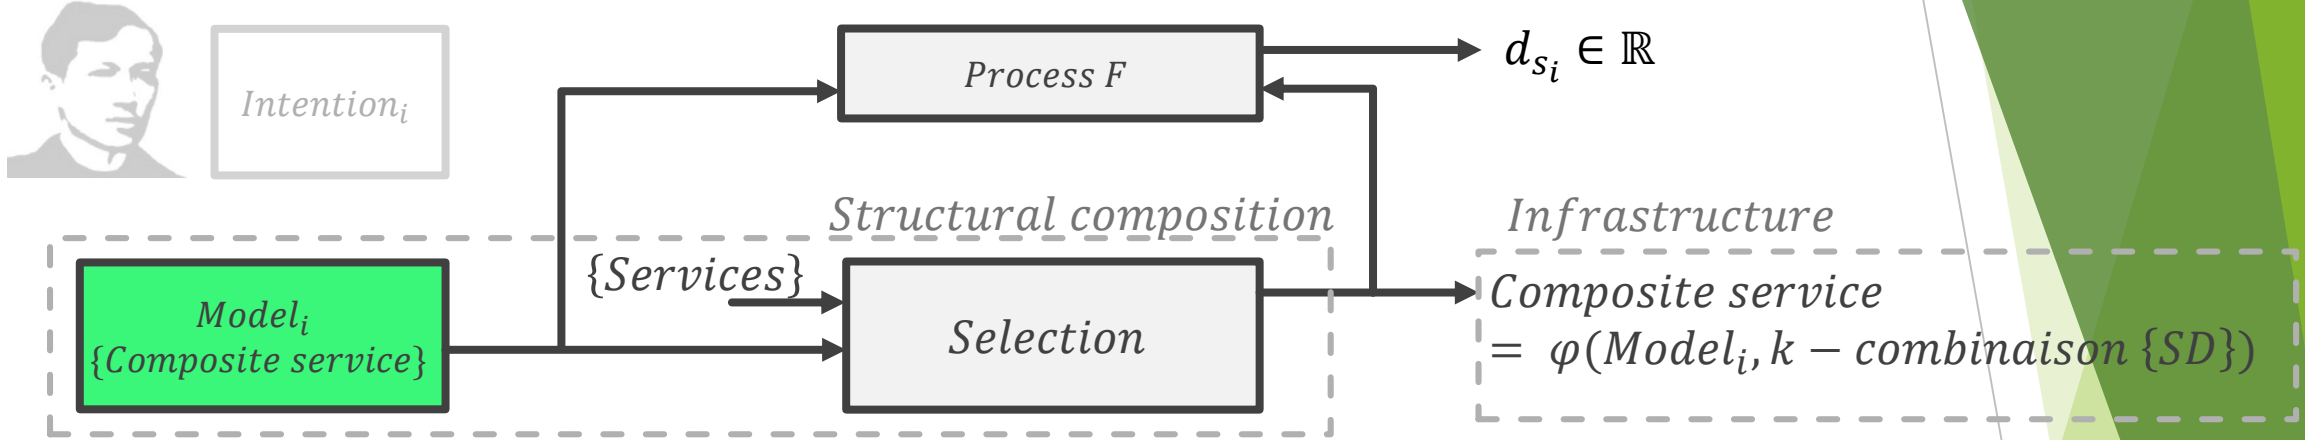 Intention_i
Process F
d_{s_i} ∈ ℝ
Structural composition
Infrastructure
{Services}
Model_i
{Composite service}
Selection
Composite service
= φ(Model_i, k − combinaison {SD})